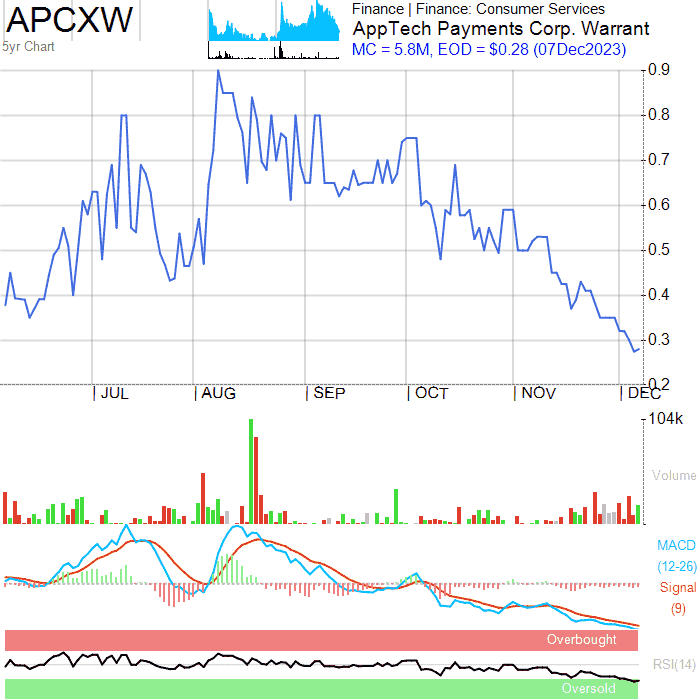 APCXW
5yr Chart
Finance | Finance: Consumer Services
AppTech Payments Corp. Warrant
MC = 5.8M, EOD = $0.28 (07Dec2023)
0.9
0.8
0.7
0.6
0.5
0.4
0.3
0.2
JUL AUG SEP OCT NOV DEC
104k
Volume
MACD
(12-26)
Signal
(9)
Overbought
RSI(14)
Oversold